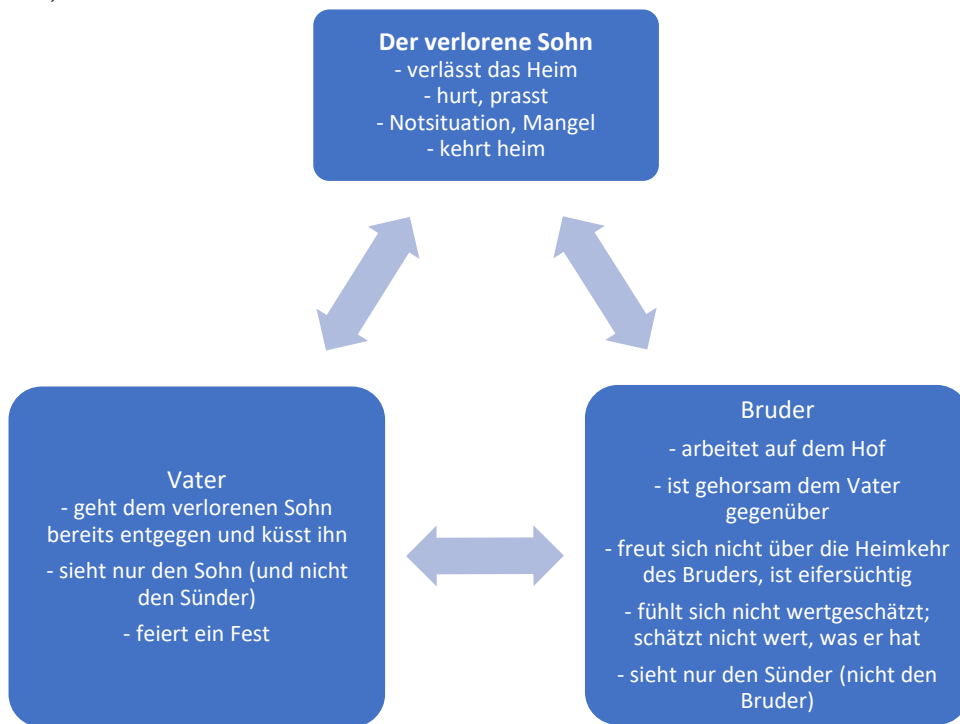 Der verlorene Sohn
- verlässt das Heim
- hurt, prasst
- Notsituation, Mangel
- kehrt heim
Vater
- geht dem verlorenen Sohn
bereits entgegen und küsst ihn
- sieht nur den Sohn (und nicht
den Sünder)
- feiert ein Fest
Bruder
- arbeitet auf dem Hof
- ist gehorsam dem Vater
gegenüber
- freut sich nicht über die Heimkehr
des Bruders, ist eifersüchtig
- fühlt sich nicht wertgeschätzt;
schätzt nicht wert, was er hat
- sieht nur den Sünder (nicht den
Bruder)